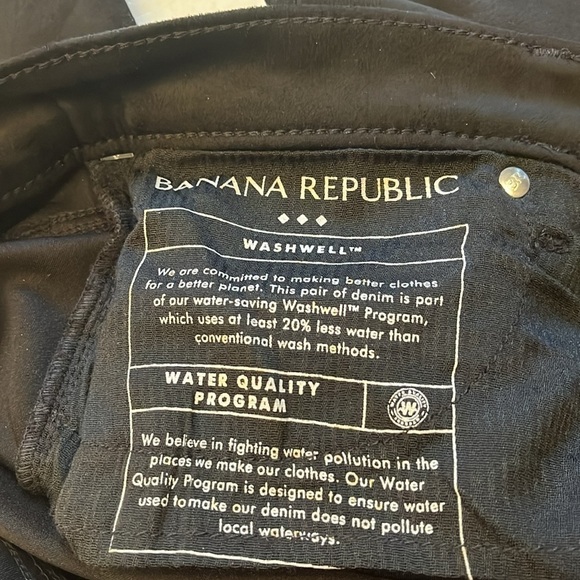 BANANA REPUBLIC
WASHWELL™
We are committed to making better clothes
for a better planet. This pair of denim is part
of our water-saving Washwell™ Program,
which uses at least 20% less water than
conventional wash methods.
WATER QUALITY
PROGRAM
W
We believe in fighting water pollution in the
places we make our clothes. Our Water
Quality Program is designed to ensure water
used to make our denim does not pollute
local waterways.